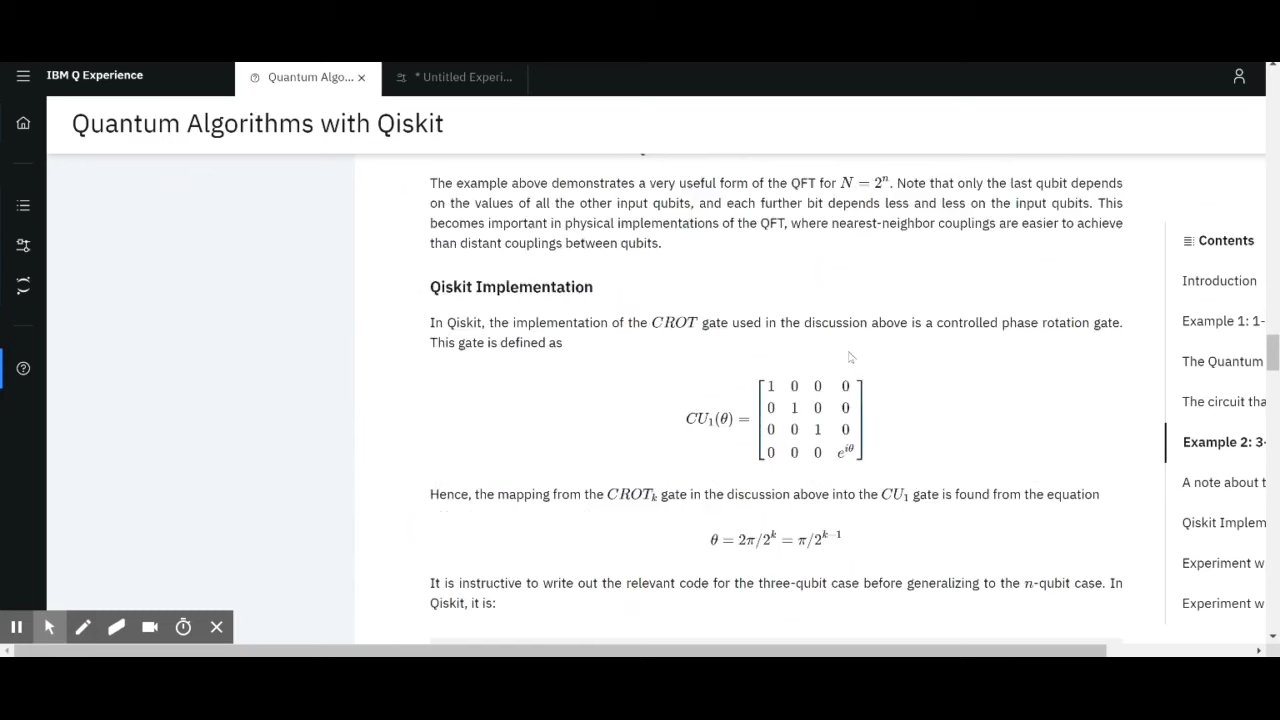 IBM Q Experience
Quantum Algo... ×
* Untitled Experi...
Quantum Algorithms with Qiskit
The example above demonstrates a very useful form of the QFT for N = 2ⁿ. Note that only the last qubit depends
on the values of all the other input qubits, and each further bit depends less and less on the input qubits. This
becomes important in physical implementations of the QFT, where nearest-neighbor couplings are easier to achieve
than distant couplings between qubits.
Qiskit Implementation
In Qiskit, the implementation of the CROT gate used in the discussion above is a controlled phase rotation gate.
This gate is defined as
CU₁(θ) =
1 0 0 0
0 1 0 0
0 0 1 0
0 0 0 e^{iθ}
Hence, the mapping from the CROTₖ gate in the discussion above into the CU₁ gate is found from the equation
θ = 2π/2^k = π/2^{k−1}
It is instructive to write out the relevant code for the three-qubit case before generalizing to the n-qubit case. In
Qiskit, it is:
Contents
Introduction
Example 1: 1-
The Quantum
The circuit tha
Example 2: 3-
A note about t
Qiskit Implem
Experiment w
Experiment w